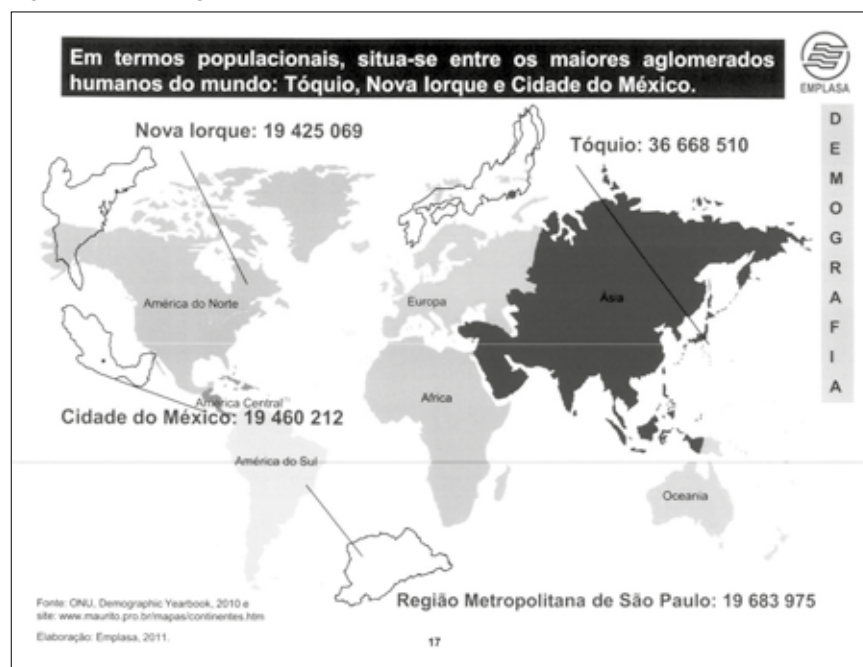 Em termos populacionais, situa-se entre os maiores aglomerados
humanos do mundo: Tóquio, Nova Iorque e Cidade do México.
EMPLASA
Nova Iorque: 19 425 069
Tóquio: 36 668 510
DEMOGRAFIA
América do Norte
Europa
Ásia
América Central
África
Cidade do México: 19 460 212
América do Sul
Oceania
Região Metropolitana de São Paulo: 19 683 975
Fonte: ONU, Demographic Yearbook, 2010 e
site: www.maurito.pro.br/mapas/continentes.htm
Elaboração: Emplasa, 2011.
17